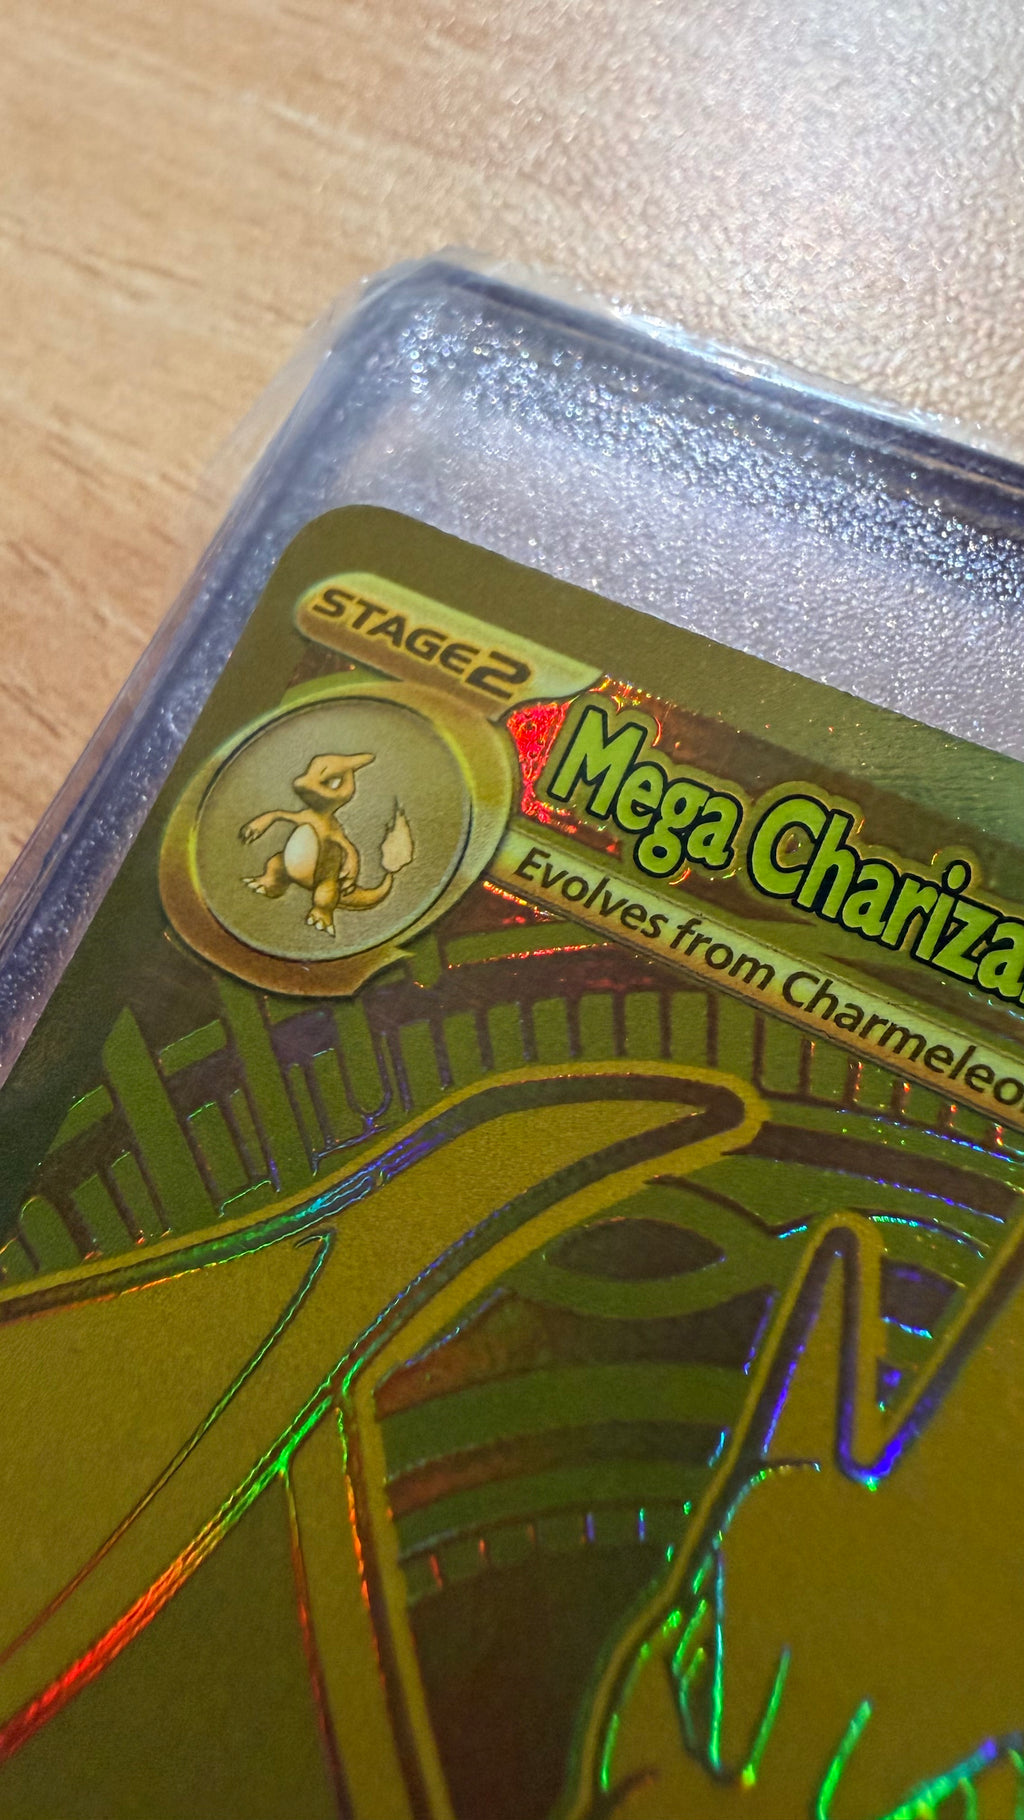 STAGE2
Mega Chariza
Evolves from Charmeleo